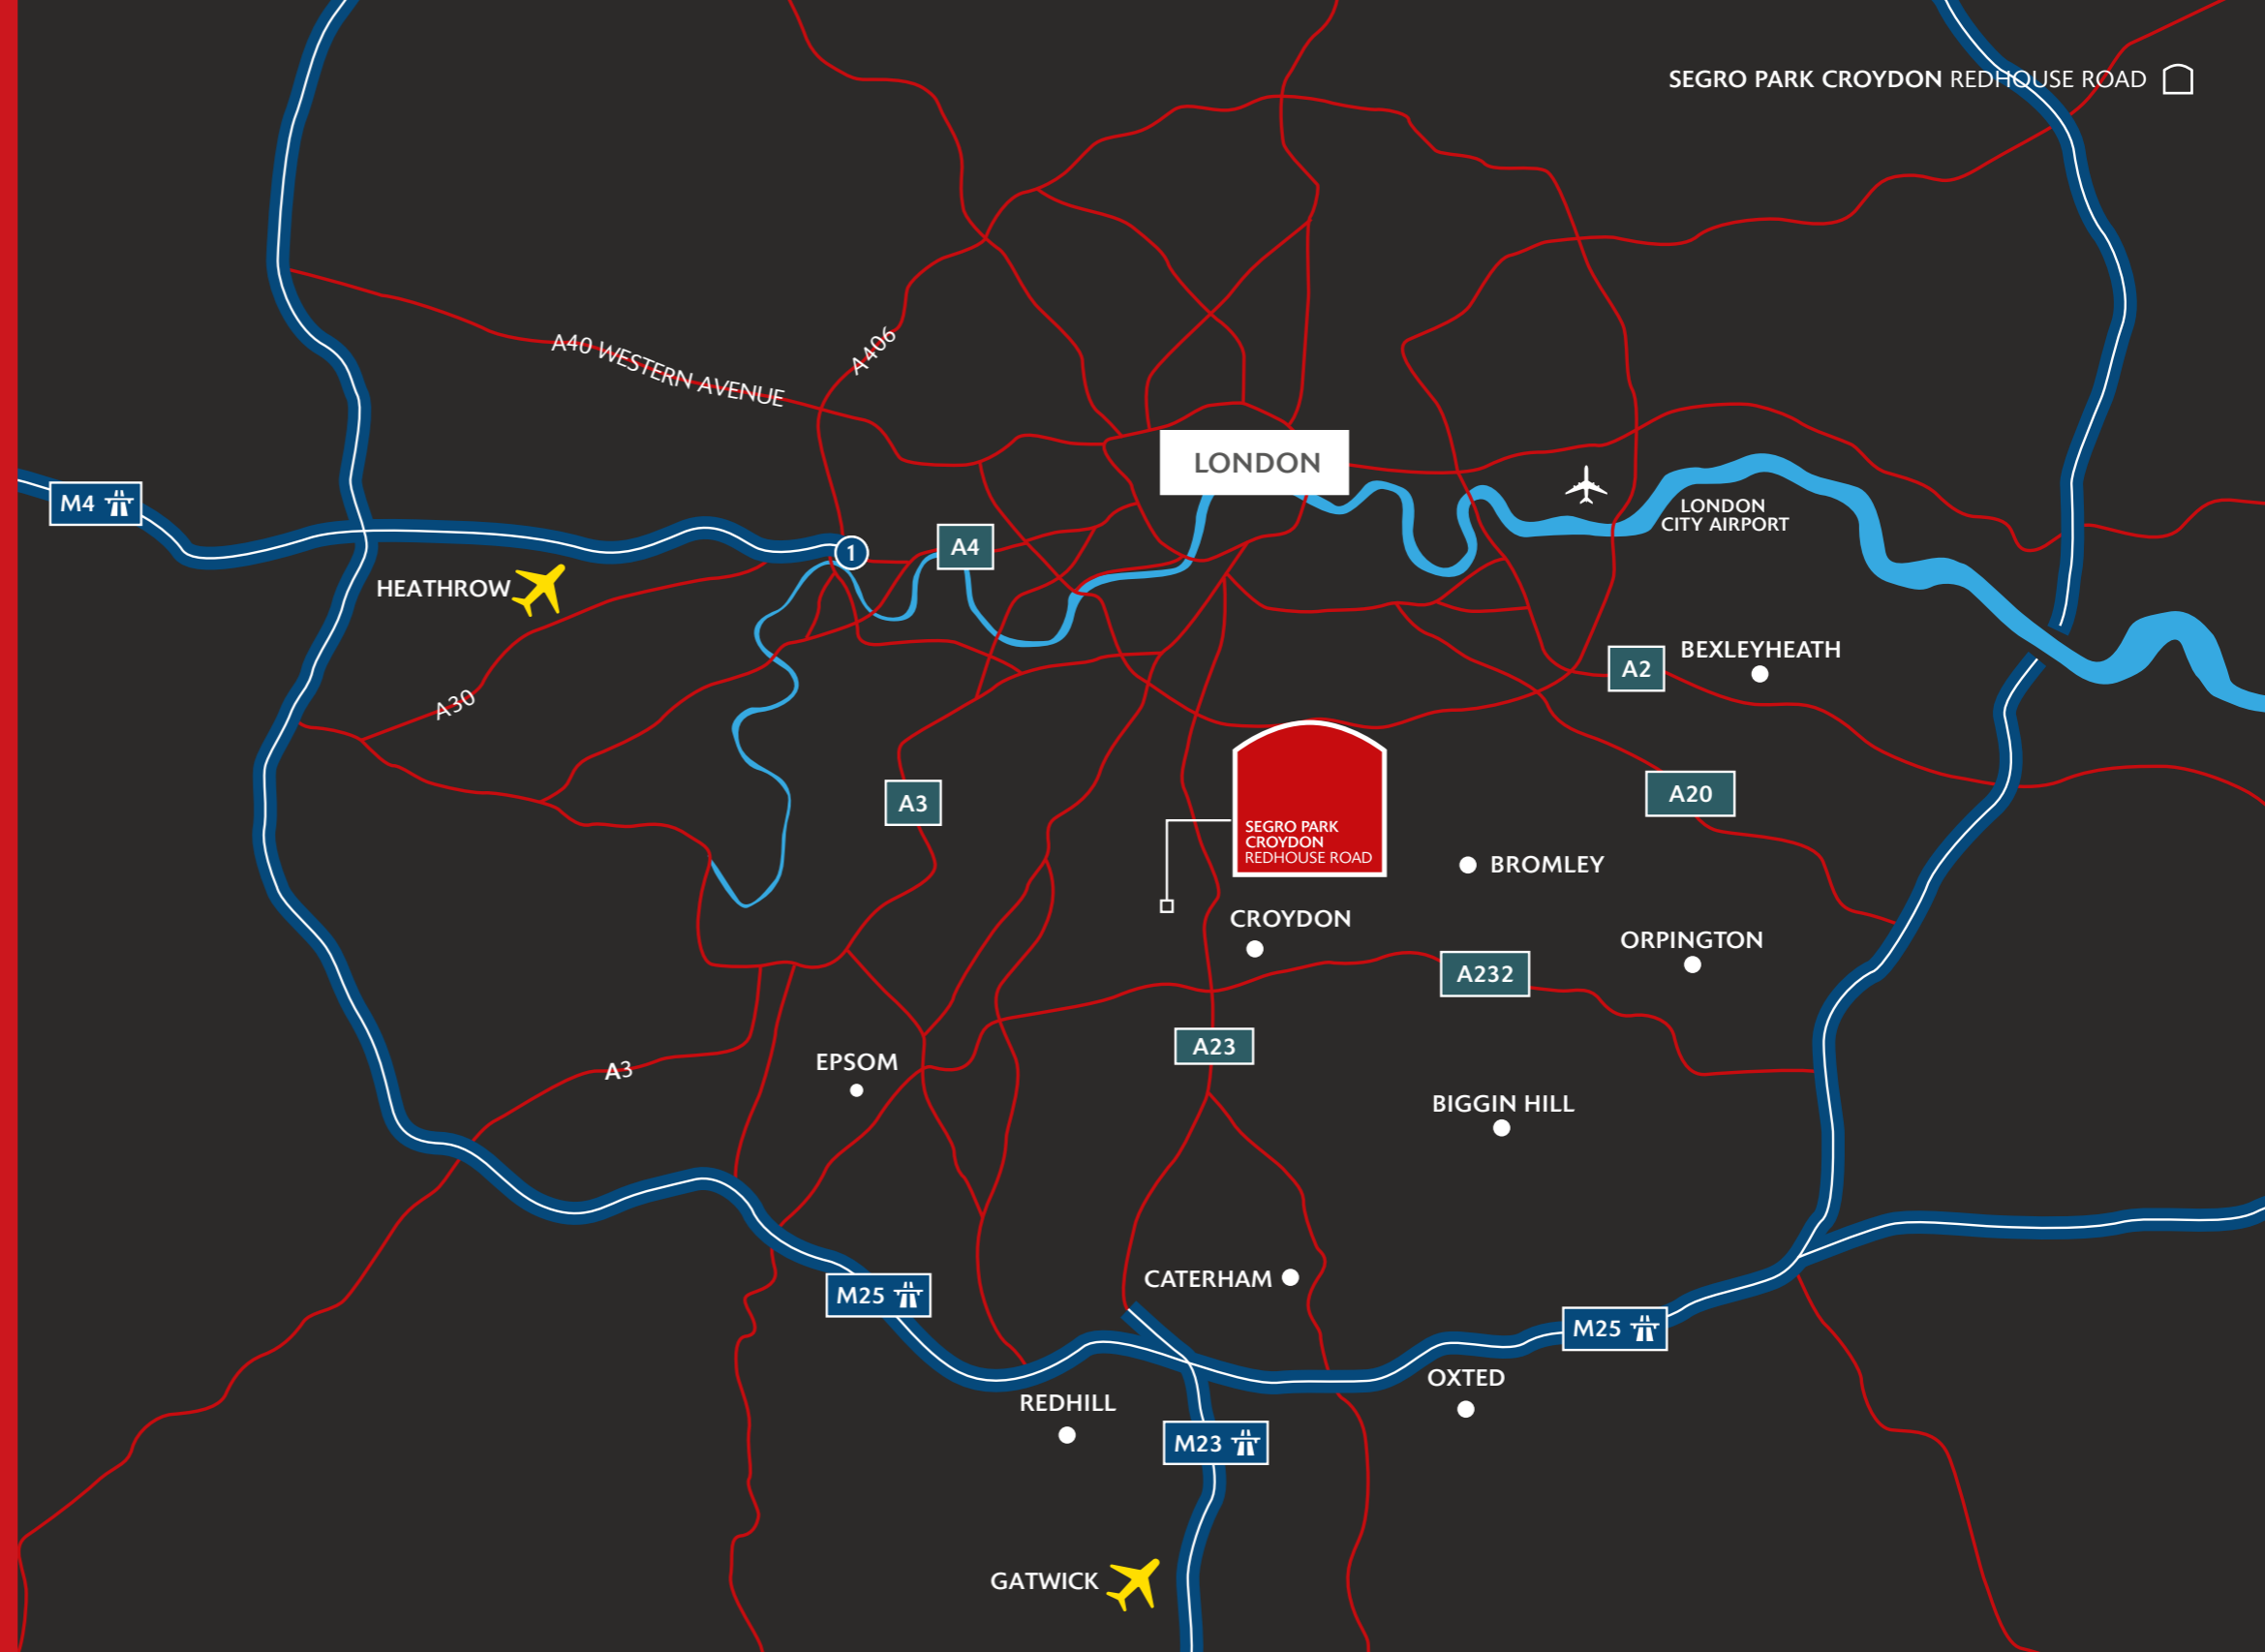 SEGRO PARK CROYDON REDHOUSE ROAD
A406
A40 WESTERN AVENUE
LONDON
M4
LONDON
CITY AIRPORT
1
A4
HEATHROW
BEXLEYHEATH
A2
A30
A20
A3
SEGRO PARK
CROYDON
REDHOUSE ROAD
BROMLEY
CROYDON
ORPINGTON
A232
A23
EPSOM
A3
BIGGIN HILL
CATERHAM
M25
M25
OXTED
REDHILL
M23
GATWICK